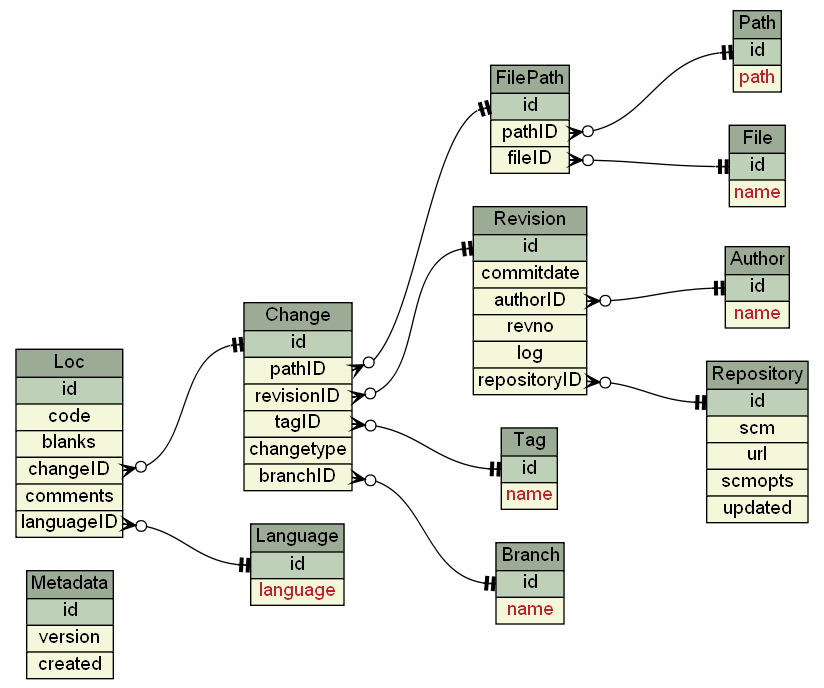 Path
id
path
FilePath
id
pathID
fileID
File
id
name
Revision
id
commitdate
authorID
revno
log
repositoryID
Author
id
name
Change
id
pathID
revisionID
tagID
changetype
branchID
Loc
id
code
blanks
changeID
comments
languageID
Repository
id
scm
url
scmopts
updated
Tag
id
name
Language
id
language
Branch
id
name
Metadata
id
version
created